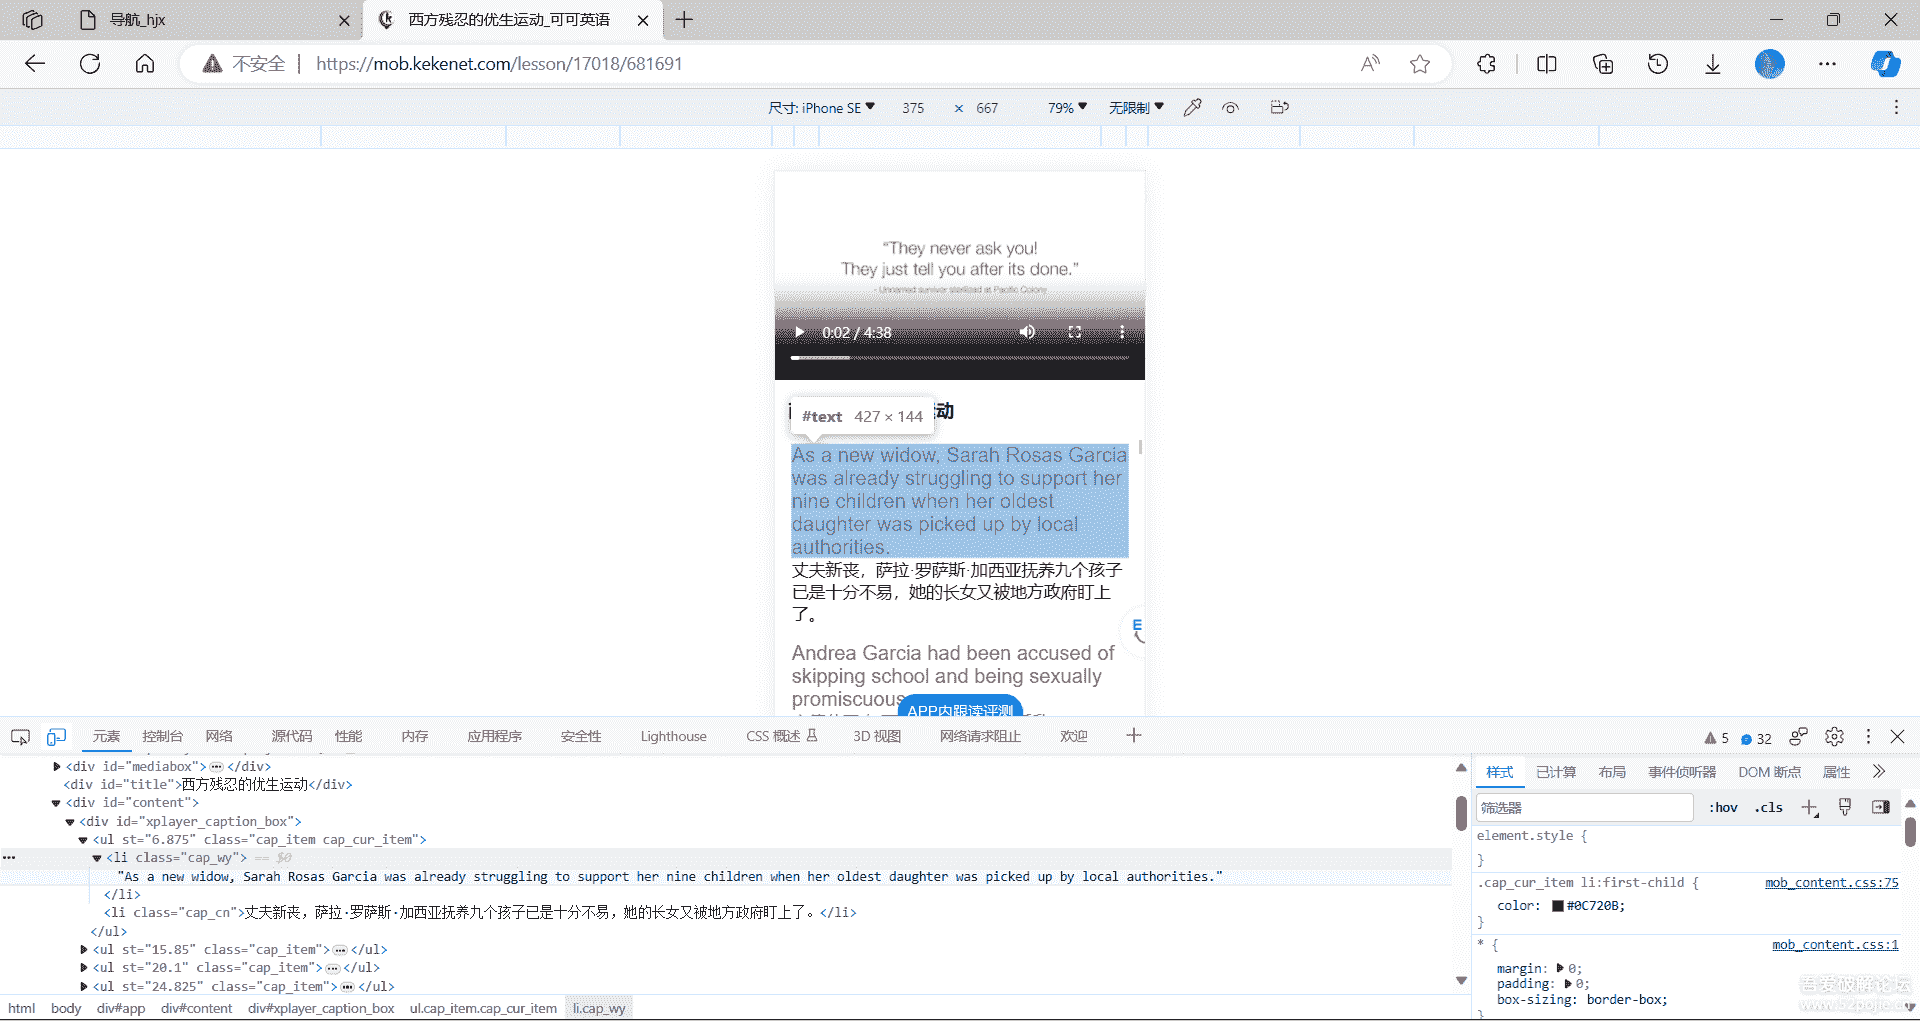 导航_hjx
西方残忍的优生运动_可可英语
不安全
https://mob.kekenet.com/lesson/17018/681691
尺寸: iPhone SE 375 × 667 79% 无限制
“They never ask you!
They just tell you after its done.”
- Unnamed survivor sterilized at Pacific Colony
0:02 / 4:38
#text 427 × 144
动
As a new widow, Sarah Rosas Garcia
was already struggling to support her
nine children when her oldest
daughter was picked up by local
authorities.
丈夫新丧，萨拉·罗萨斯·加西亚抚养九个孩子
已是十分不易，她的长女又被地方政府盯上
了。
Andrea Garcia had been accused of
skipping school and being sexually
promiscuous
APP内跟读评测
元素 控制台 网络 源代码 性能 内存 应用程序 安全性 Lighthouse CSS 概述 3D 视图 网络请求阻止 欢迎
5 32
<div id="mediabox"> … </div>
<div id="title">西方残忍的优生运动</div>
<div id="content">
<div id="xplayer_caption_box">
<ul st="6.875" class="cap_item cap_cur_item">
<li class="cap_wy"> == $0
"As a new widow, Sarah Rosas Garcia was already struggling to support her nine children when her oldest daughter was picked up by local authorities."
</li>
<li class="cap_cn">丈夫新丧，萨拉·罗萨斯·加西亚抚养九个孩子已是十分不易，她的长女又被地方政府盯上了。</li>
</ul>
<ul st="15.85" class="cap_item"> … </ul>
<ul st="20.1" class="cap_item"> … </ul>
<ul st="24.825" class="cap_item"> … </ul>
html body div#app div#content div#xplayer_caption_box ul.cap_item.cap_cur_item li.cap_wy
样式 已计算 布局 事件侦听器 DOM 断点 属性
筛选器 :hov .cls
element.style {
}
.cap_cur_item li:first-child { mob_content.css:75
color: #0C720B;
}
* { mob_content.css:1
margin: 0;
padding: 0;
box-sizing: border-box;
}
吾爱破解论坛
www.52pojie.cn